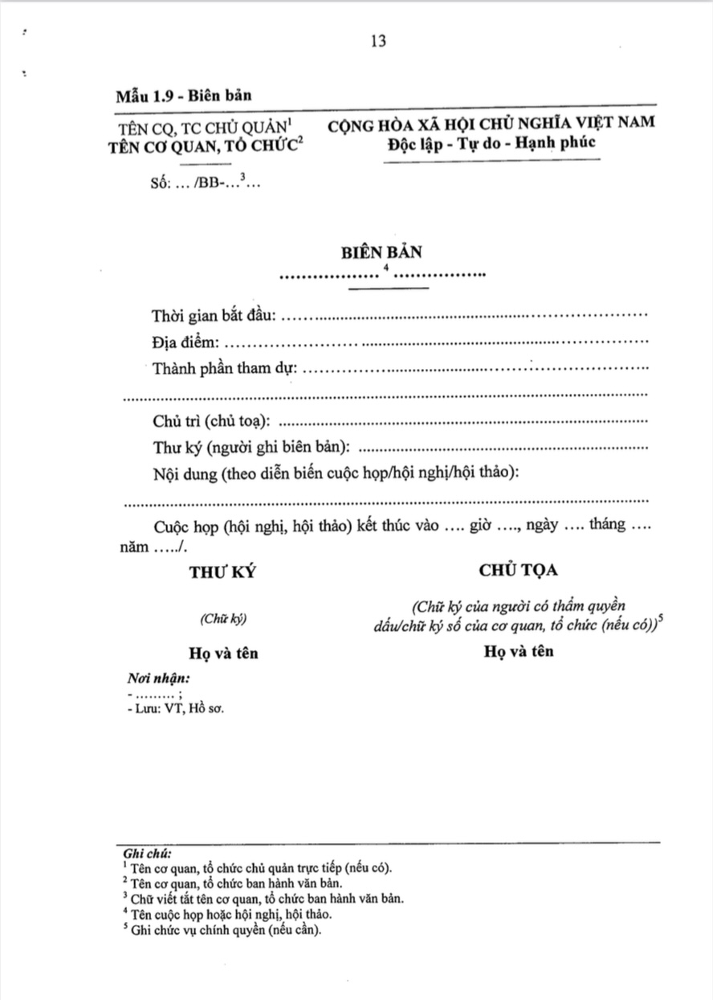 13
Mẫu 1.9 - Biên bản
TÊN CQ, TC CHỦ QUẢN¹ CỘNG HÒA XÃ HỘI CHỦ NGHĨA VIỆT NAM
TÊN CƠ QUAN, TỔ CHỨC² Độc lập - Tự do - Hạnh phúc
Số: ... /BB-...³...
BIÊN BẢN
.................. ⁴ ..................
Thời gian bắt đầu: ......................................................
Địa điểm: ......................................................
Thành phần tham dự: ......................................................
......................................................
Chủ trì (chủ toạ): ......................................................
Thư ký (người ghi biên bản): ......................................................
Nội dung (theo diễn biến cuộc họp/hội nghị/hội thảo):
......................................................
Cuộc họp (hội nghị, hội thảo) kết thúc vào .... giờ ...., ngày .... tháng ....
năm ...../.
THƯ KÝ CHỦ TỌA
(Chữ ký) (Chữ ký của người có thẩm quyền
dấu/chữ ký số của cơ quan, tổ chức (nếu có))⁵
Họ và tên Họ và tên
Nơi nhận:
- ......... ;
- Lưu: VT, Hồ sơ.
Ghi chú:
¹ Tên cơ quan, tổ chức chủ quản trực tiếp (nếu có).
² Tên cơ quan, tổ chức ban hành văn bản.
³ Chữ viết tắt tên cơ quan, tổ chức ban hành văn bản.
⁴ Tên cuộc họp hoặc hội nghị, hội thảo.
⁵ Ghi chức vụ chính quyền (nếu cần).